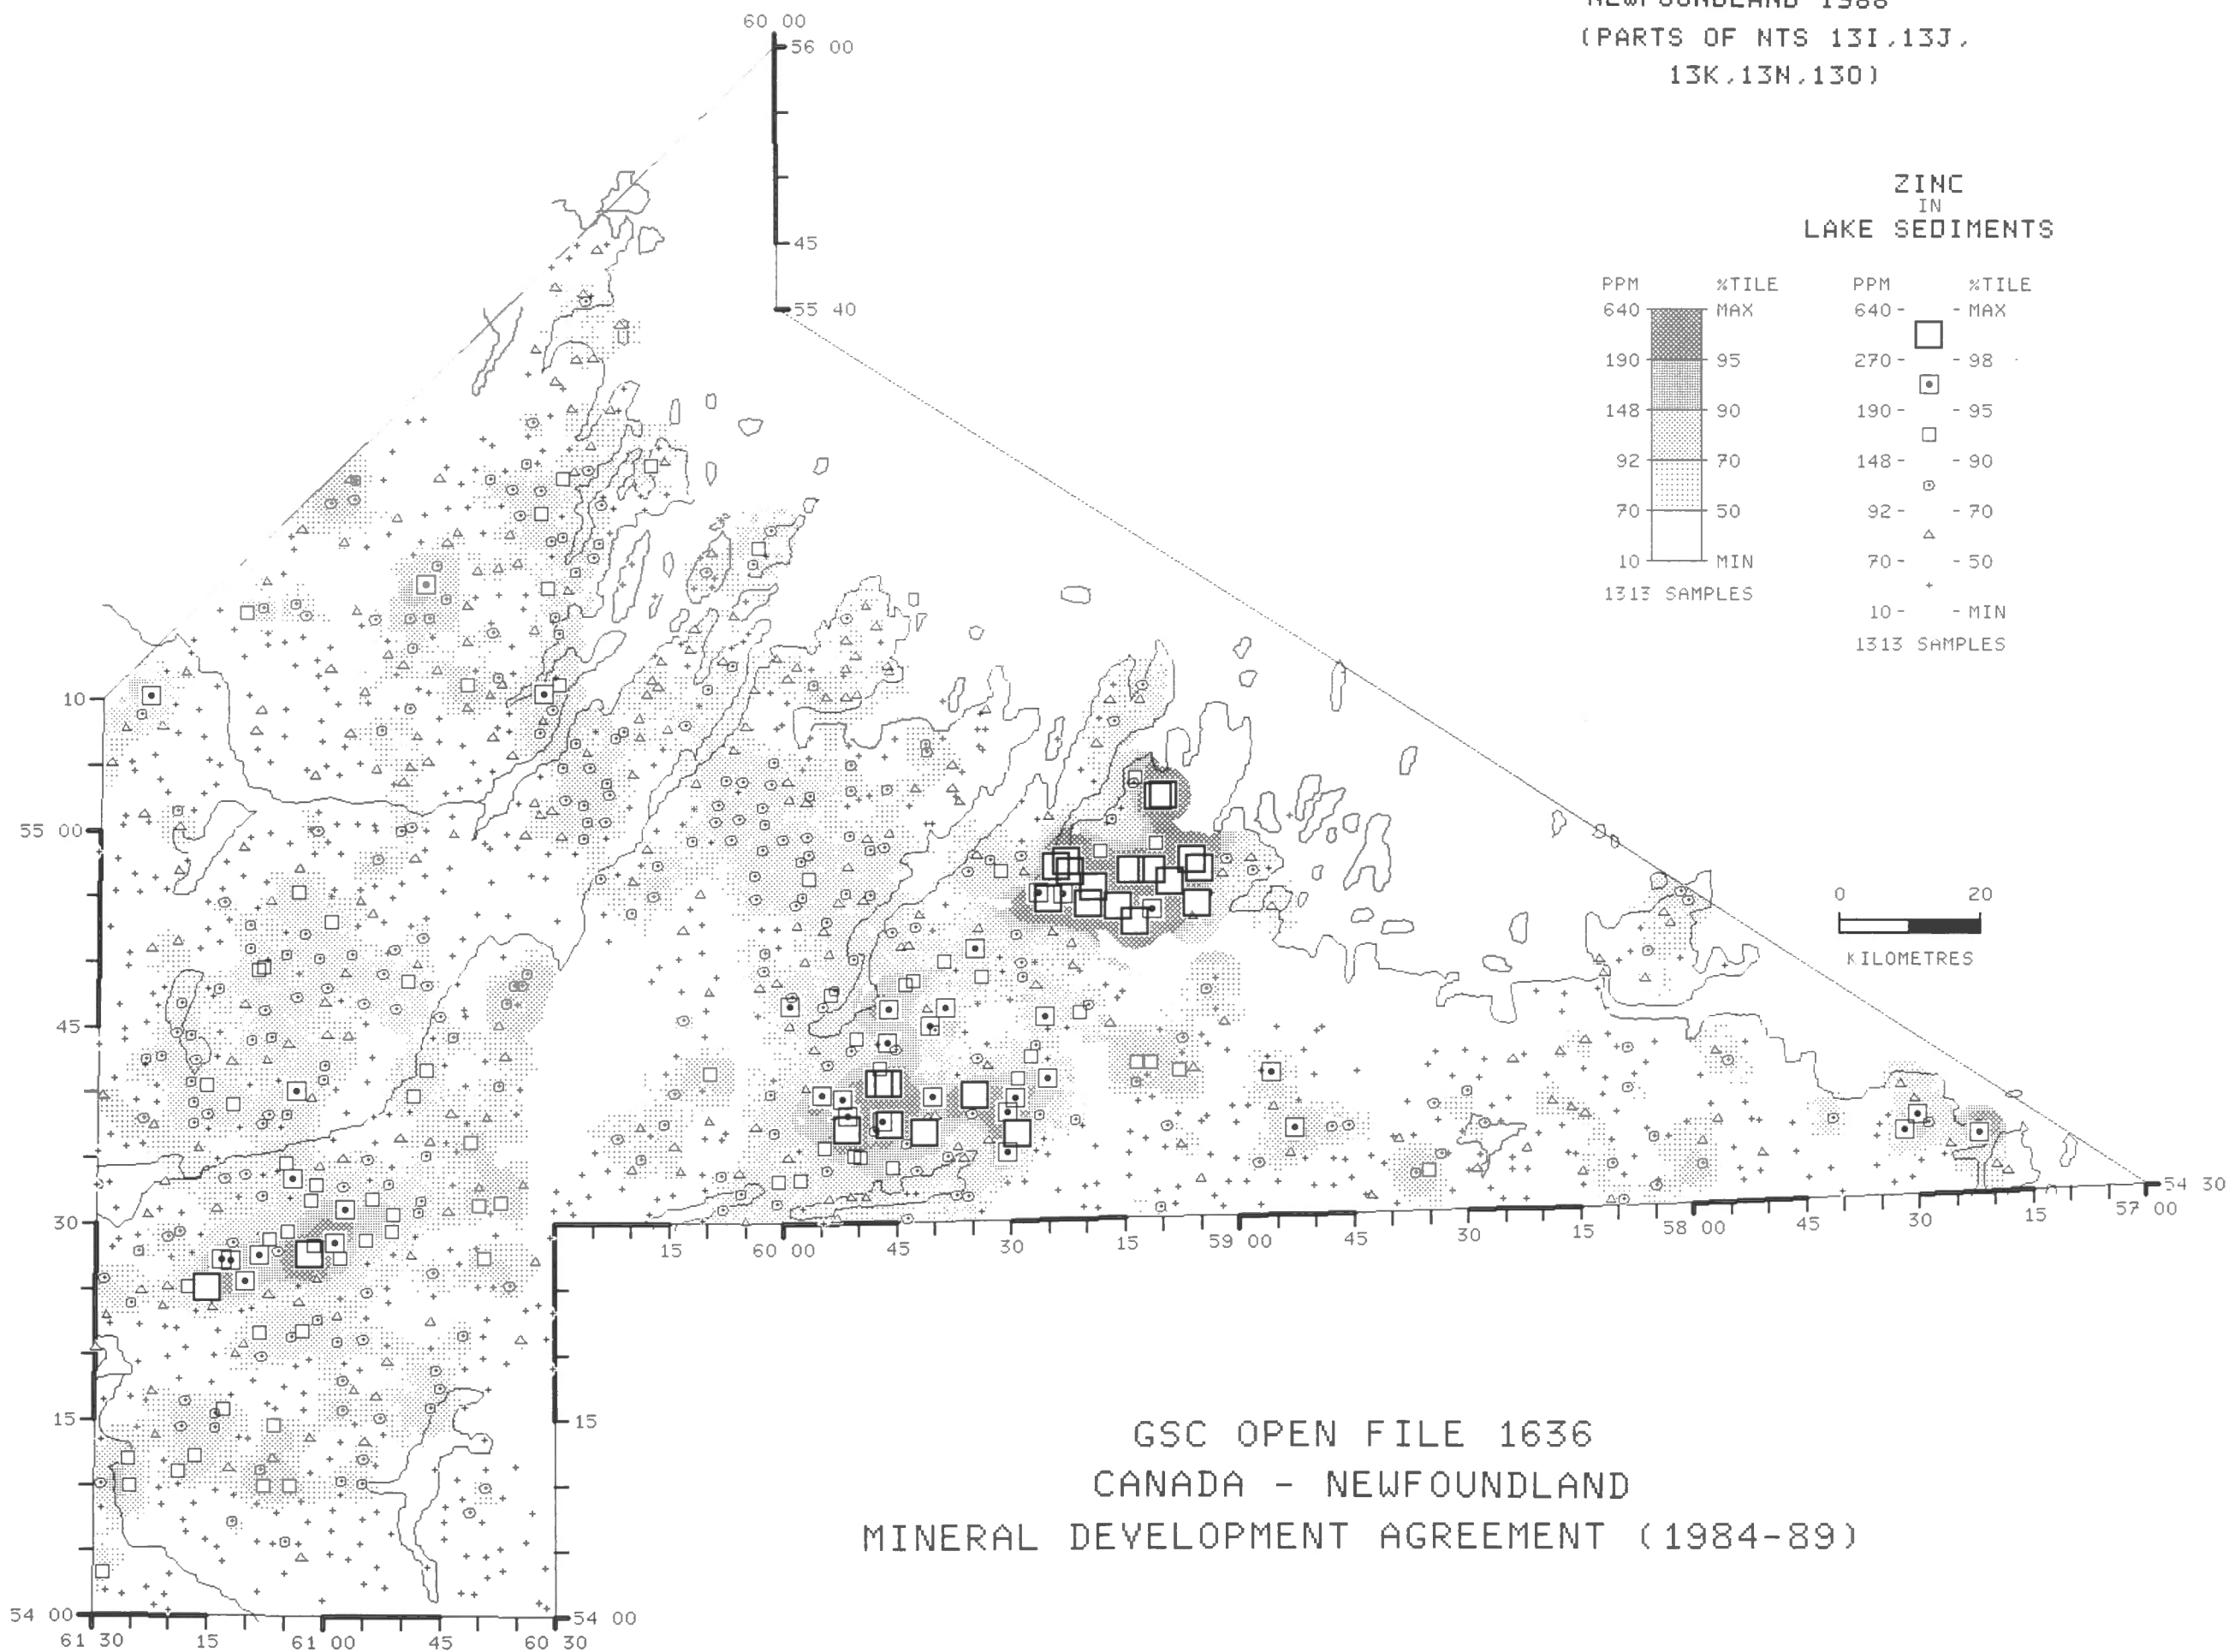 NEWFOUNDLAND 1988
(PARTS OF NTS 13I,13J,
13K,13N,13O)
60 00
56 00
45
55 40
ZINC
IN
LAKE SEDIMENTS
PPM %TILE PPM %TILE
640 MAX 640 - - MAX
190 95 270 - - 98
148 90 190 - - 95
92 70 148 - - 90
70 50 92 - - 70
10 MIN 70 - - 50
1313 SAMPLES 10 - - MIN
1313 SAMPLES
10
55 00
0 20
KILOMETRES
45
30
54 30
15 60 00 45 30 15 59 00 45 30 15 58 00 45 30 15 57 00
15 15
GSC OPEN FILE 1636
CANADA - NEWFOUNDLAND
MINERAL DEVELOPMENT AGREEMENT (1984-89)
54 00 54 00
61 30 15 61 00 45 60 30